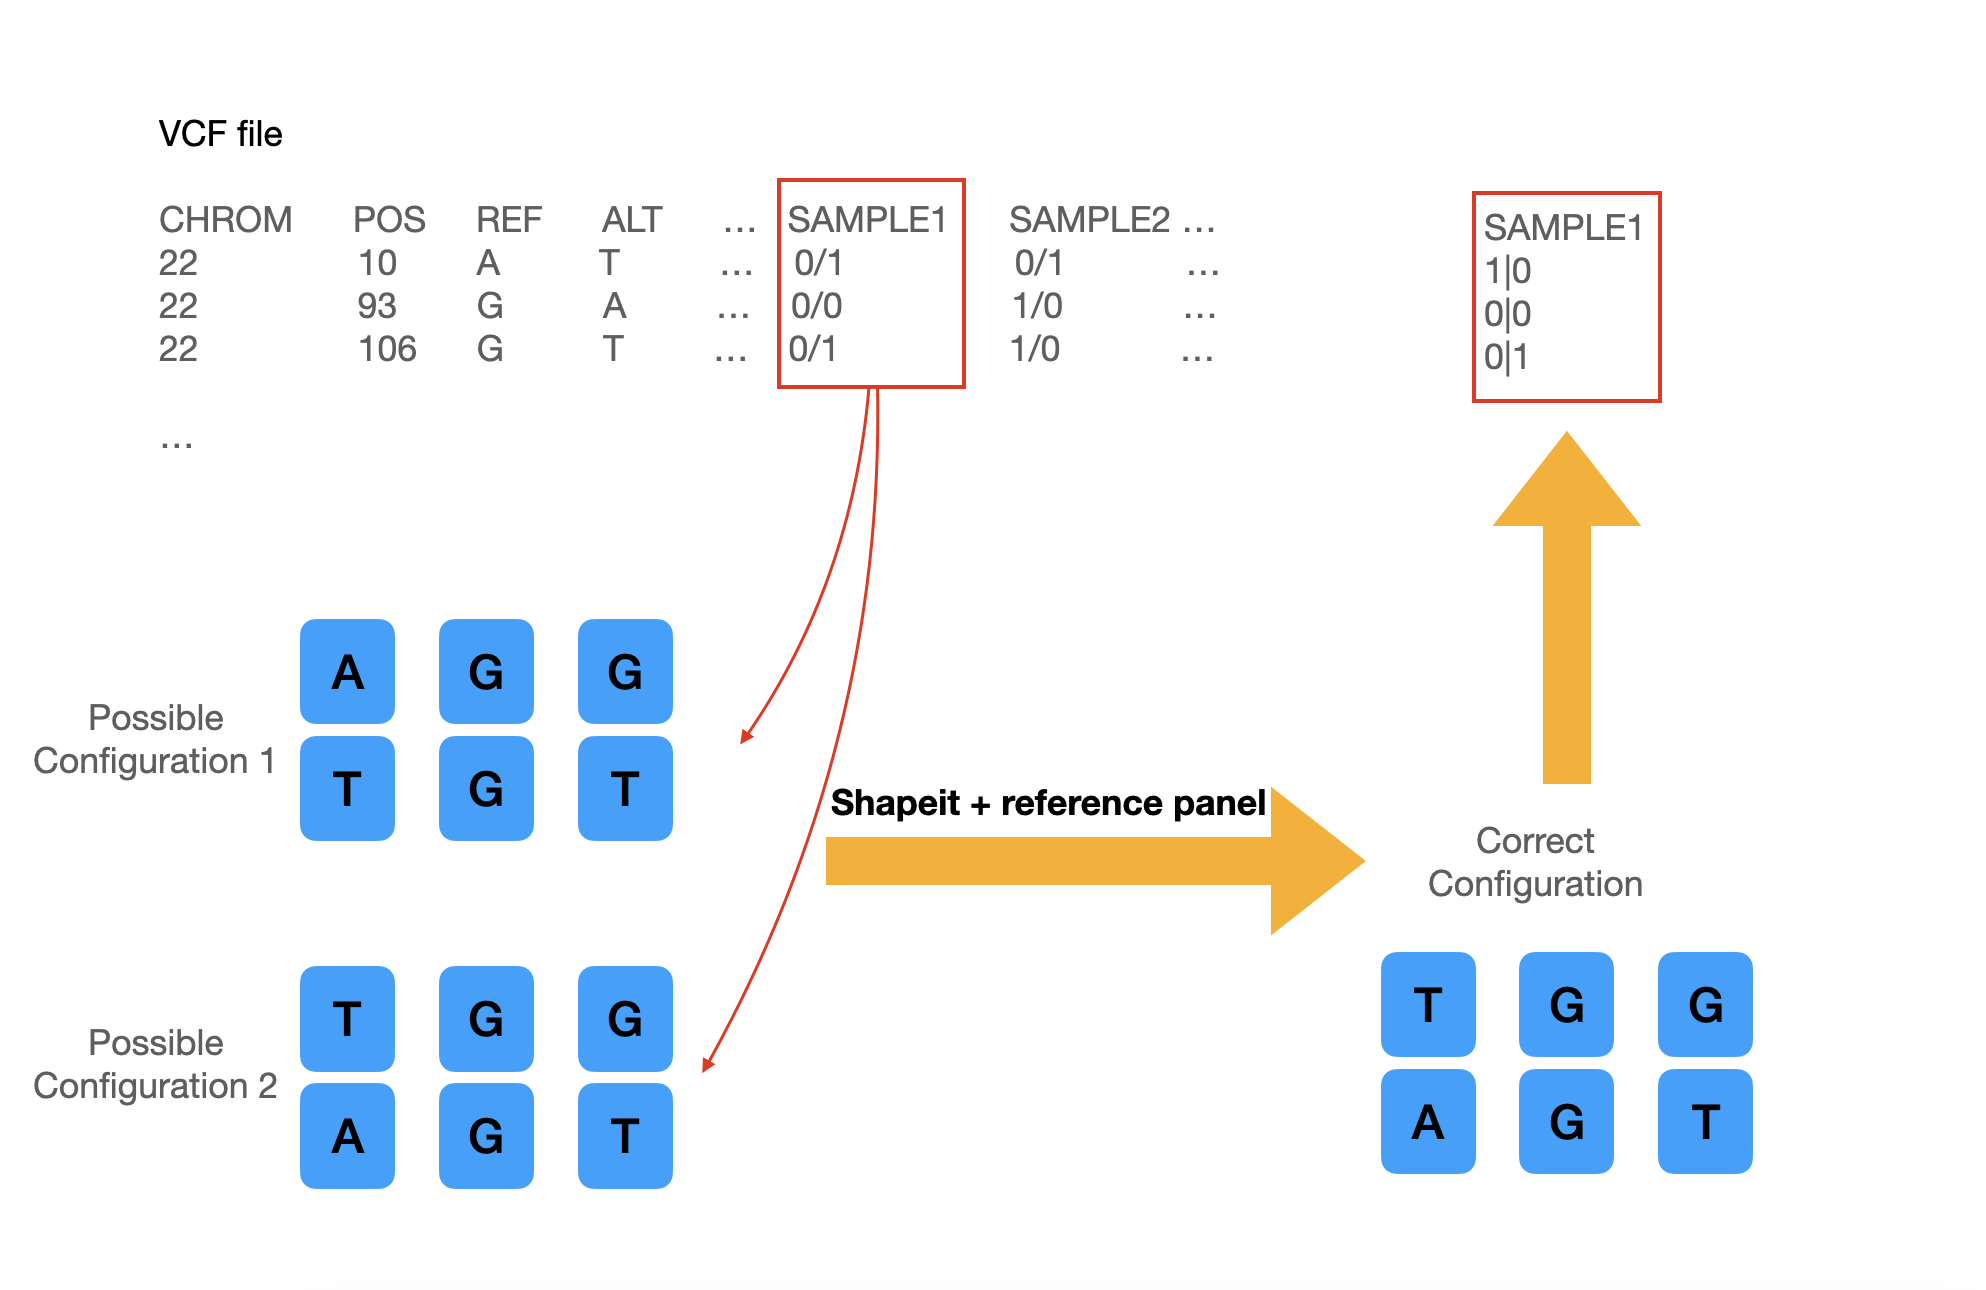 VCF file
CHROM POS REF ALT ... SAMPLE1 SAMPLE2 ...
22 10 A T ... 0/1 0/1 ...
22 93 G A ... 0/0 1/0 ...
22 106 G T ... 0/1 1/0 ...
...
SAMPLE1
1|0
0|0
0|1
Possible
Configuration 1
A G G
T G T
Possible
Configuration 2
T G G
A G T
Shapeit + reference panel
Correct
Configuration
T G G
A G T